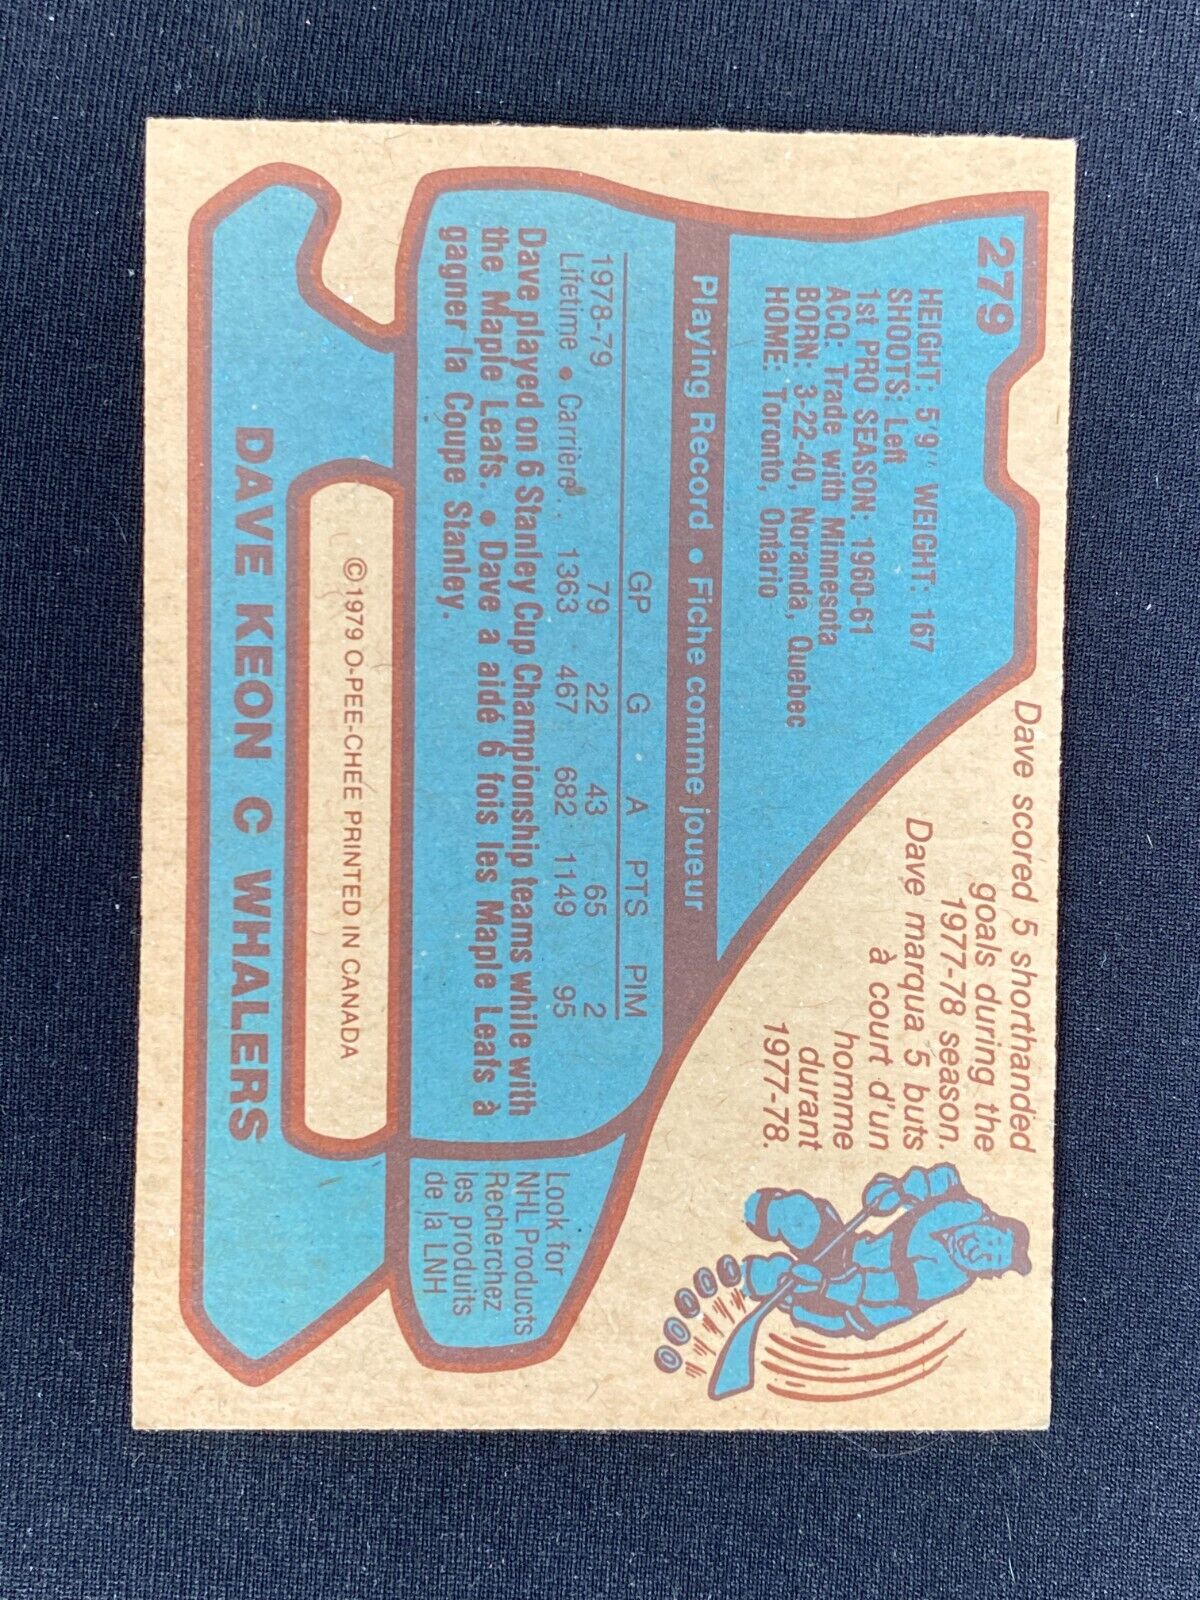 279
HEIGHT: 5'9" WEIGHT: 167
SHOOTS: Left
1st PRO SEASON: 1960-61
ACQ: Trade with Minnesota
BORN: 3-22-40, Noranda, Quebec
HOME: Toronto, Ontario
Dave scored 5 shorthanded
goals during the
1977-78 season.
Dave marqua 5 buts
à court d'un
homme
durant
1977-78.
Playing Record • Fiche comme joueur
GP G A PTS PIM
1978-79 79 22 43 65 2
Lifetime • Carrière. 1363 467 682 1149 95
Dave played on 6 Stanley Cup Championship teams while with
the Maple Leafs. • Dave a aidé 6 fois les Maple Leafs à
gagner la Coupe Stanley.
Look for
NHL Products
Recherchez
les produits
de la LNH
©1979 O-PEE-CHEE PRINTED IN CANADA
DAVE KEON C WHALERS